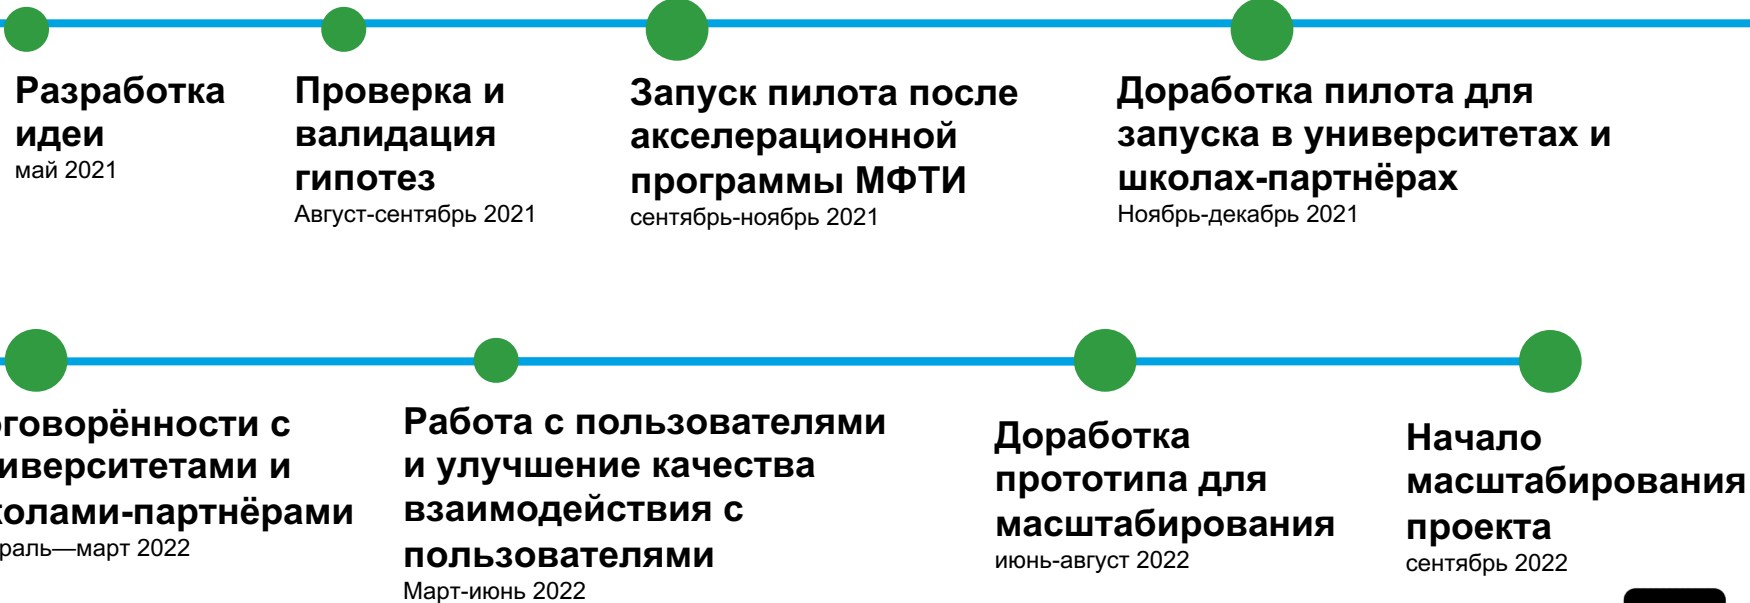 Разработка
идеи
май 2021
Проверка и
валидация
гипотез
Август-сентябрь 2021
Запуск пилота после
акселерационной
программы МФТИ
сентябрь-ноябрь 2021
Доработка пилота для
запуска в университетах и
школах-партнёрах
Ноябрь-декабрь 2021
оговорённости с
иверситетами и
колами-партнёрами
раль—март 2022
Работа с пользователями
и улучшение качества
взаимодействия с
пользователями
Март-июнь 2022
Доработка
прототипа для
масштабирования
июнь-август 2022
Начало
масштабирования
проекта
сентябрь 2022